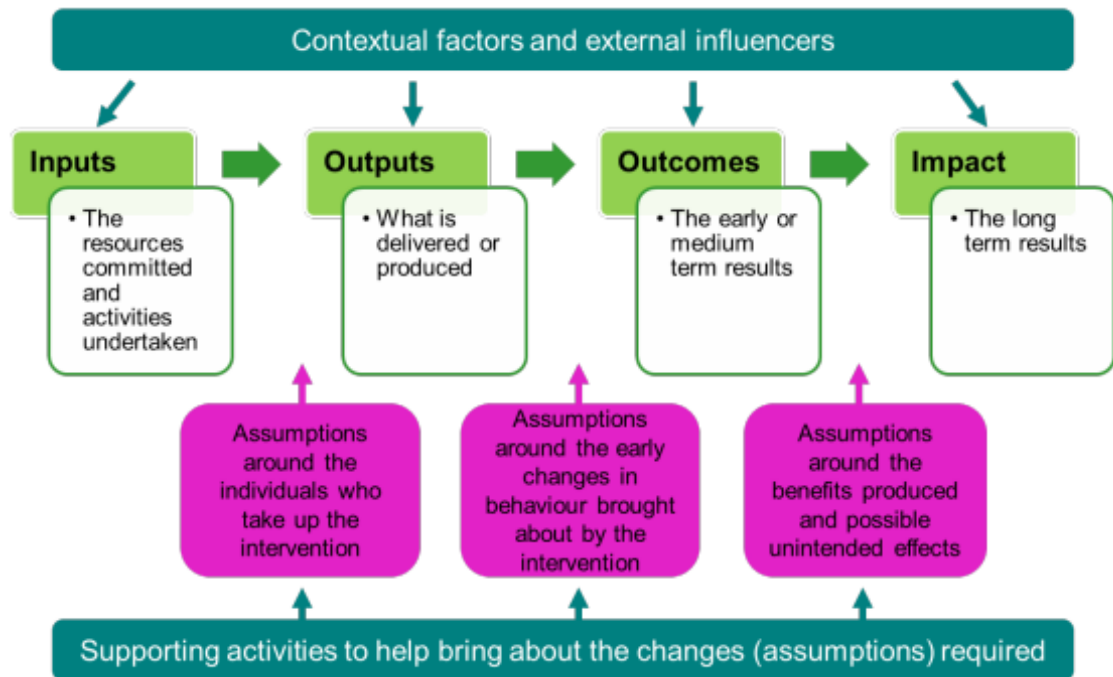 Contextual factors and external influencers
Inputs
• The
resources
committed
and
activities
undertaken
Outputs
• What is
delivered or
produced
Outcomes
• The early or
medium
term results
Impact
• The long
term results
Assumptions
around the
individuals who
take up the
intervention
Assumptions
around the early
changes in
behaviour brought
about by the
intervention
Assumptions
around the
benefits produced
and possible
unintended effects
Supporting activities to help bring about the changes (assumptions) required